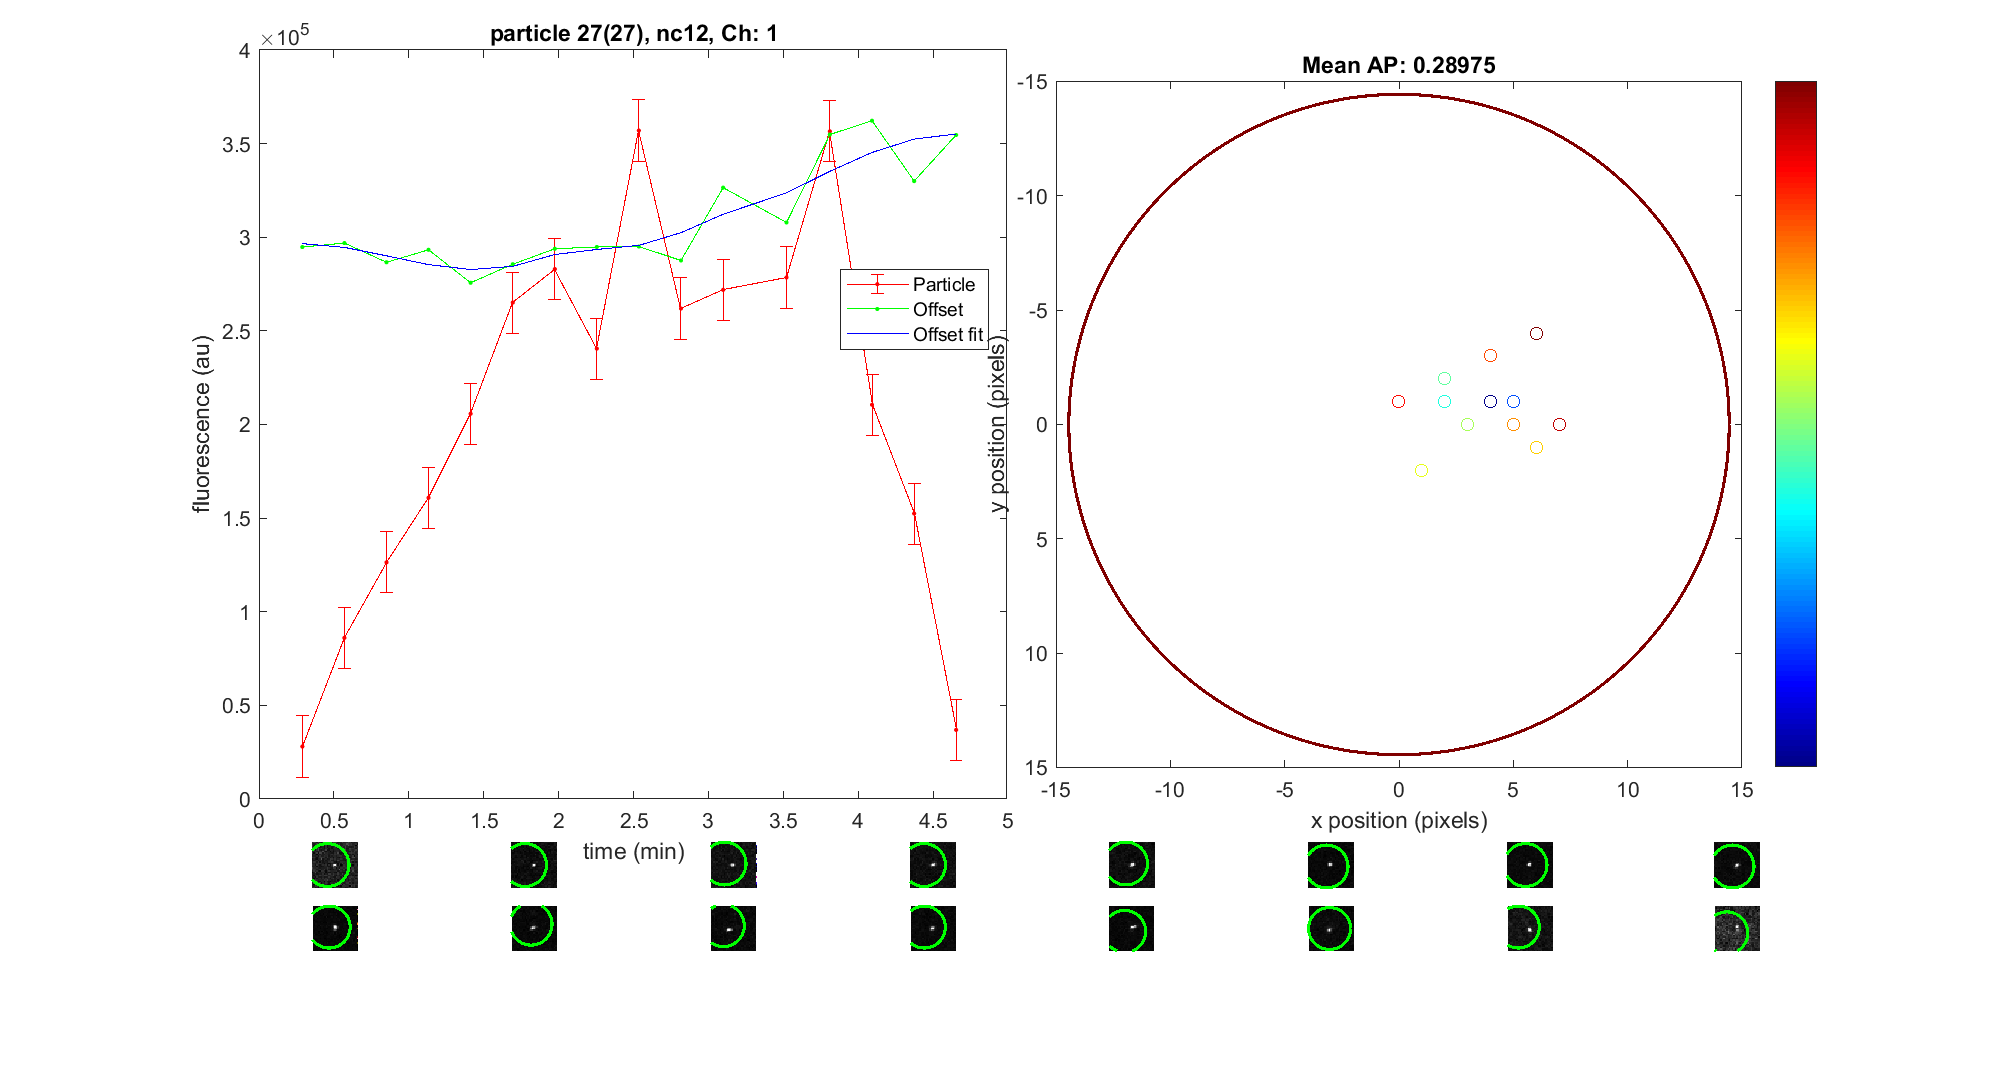 particle 27(27), nc12, Ch: 1
×10^5
4
3.5
3
2.5
2
1.5
1
0.5
0
fluorescence (au)
0 0.5 1 1.5 2 2.5 3 3.5 4 4.5 5
time (min)
Particle
Offset
Offset fit
Mean AP: 0.28975
-15
-10
-5
0
5
10
15
y position (pixels)
-15 -10 -5 0 5 10 15
x position (pixels)